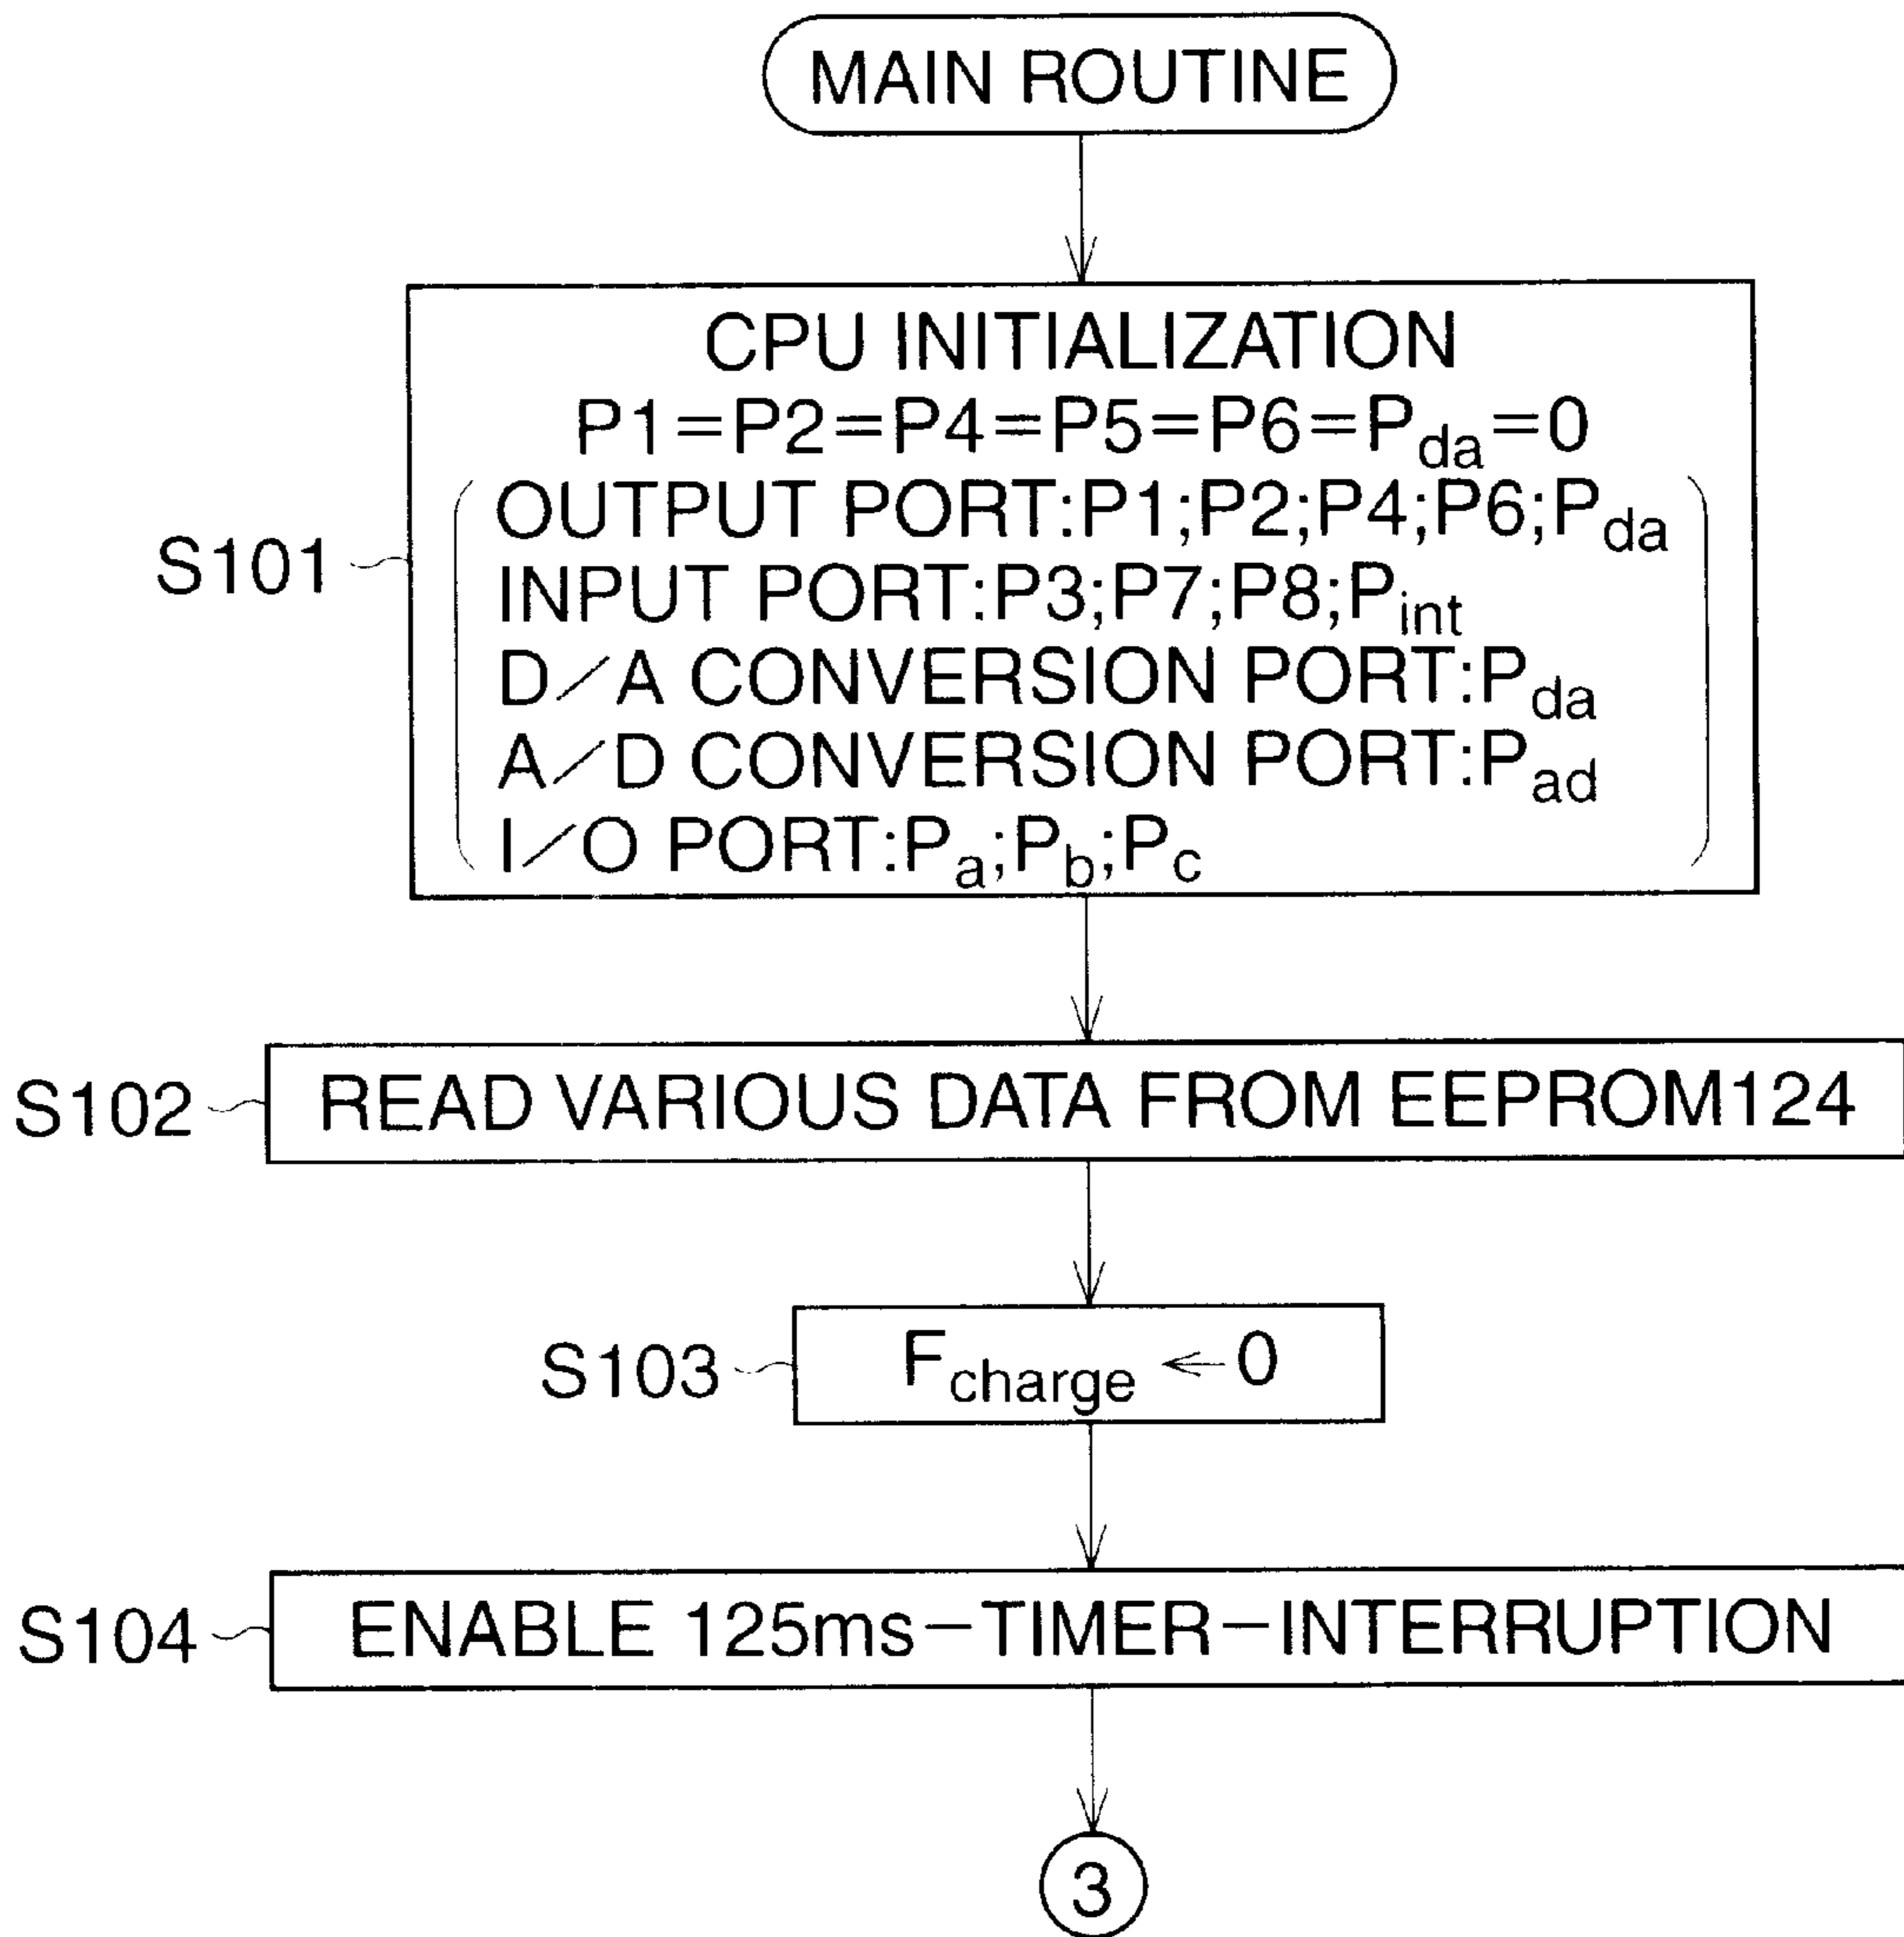 MAIN ROUTINE
CPU INITIALIZATION
P1=P2=P4=P5=P6=Pda=0
OUTPUT PORT:P1;P2;P4;P6;Pda
S101
INPUT PORT:P3;P7;P8;Pint
D/A CONVERSION PORT:Pda
A/D CONVERSION PORT:Pad
I/O PORT:Pa;Pb;Pc
S102 READ VARIOUS DATA FROM EEPROM124
S103 Fcharge ← 0
S104 ENABLE 125ms-TIMER-INTERRUPTION
3